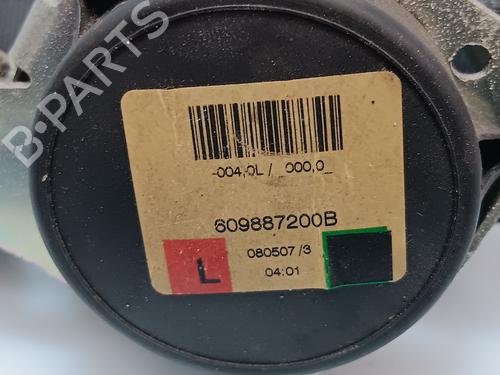 B-PARTS
-004,0L / _000,0_
609887200B
L
080507/3
04:01